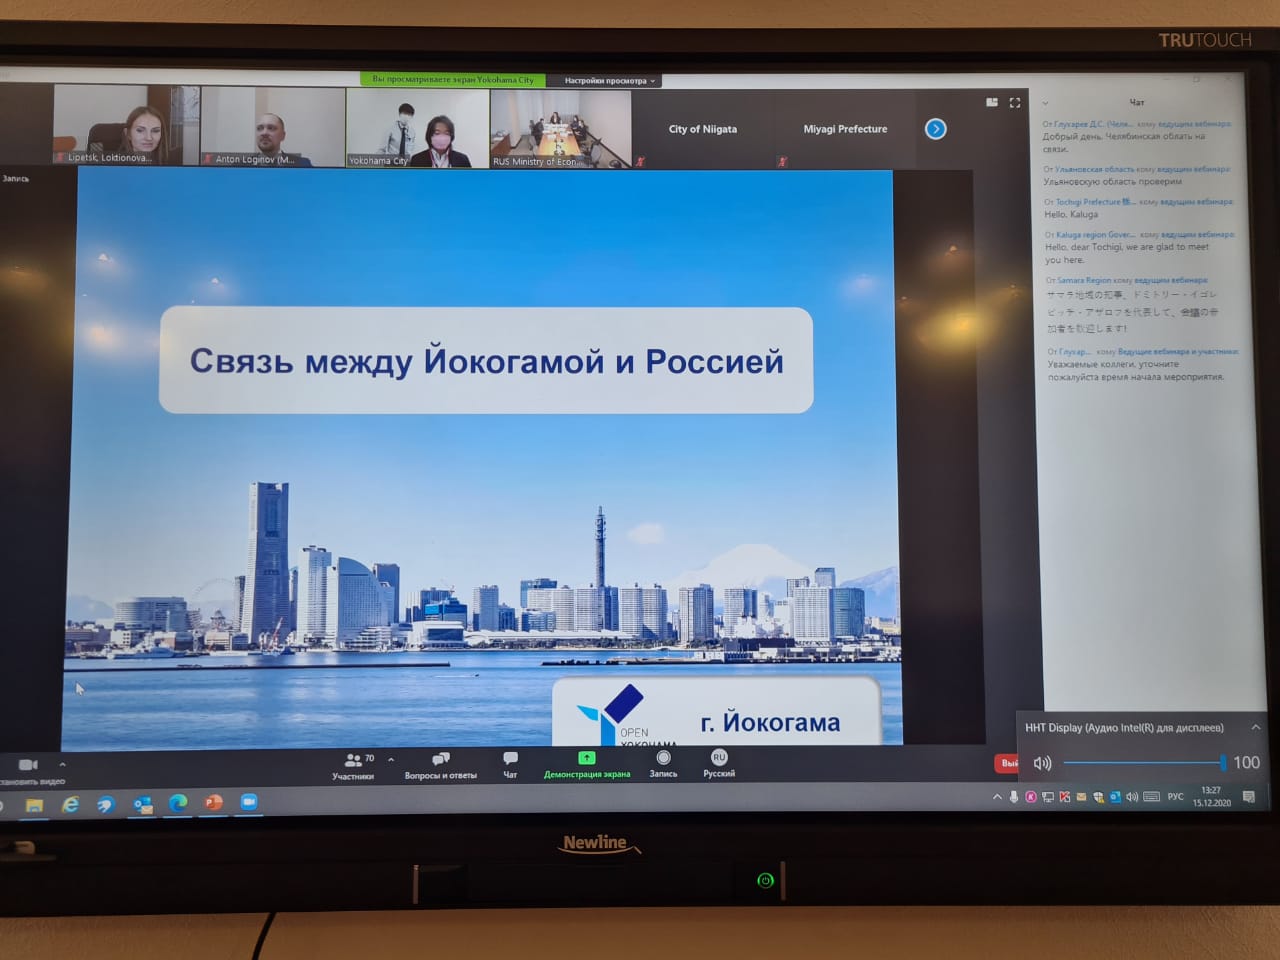 TRUTOUCH
Вы просматриваете экран Yokohama City
Настройки просмотра
Lipetsk, Loktionova...
Anton Loginov (M...
Yokohama City
RUS Ministry of Econ...
City of Niigata
Miyagi Prefecture
Запись
Связь между Йокогамой и Россией
OPEN
YOKOHAMA
г. Йокогама
Чат
От Глухарев Д.С. (Челя... кому ведущим вебинара:
Добрый день. Челябинская облать на
связи.
От Ульяновская область кому ведущим вебинара:
Ульяновскую область проверим
От Tochigi Prefecture 栃... кому ведущим вебинара:
Hello, Kaluga
От Kaluga region Gover... кому ведущим вебинара:
Hello, dear Tochigi, we are glad to meet
you here.
От Samara Region кому ведущим вебинара:
サマラ地域の知事、ドミトリー・イゴレ
ビッチ・アザロフを代表して、会議の参
加者を歓迎します!
От Глухар... кому Ведущие вебинара и участники:
Уважаемые коллеги, уточните
пожалуйста время начала мероприятия.
HHT Display (Аудио Intel(R) для дисплеев)
100
тановить видео
Участники
70
Вопросы и ответы
Чат
Демонстрация экрана
Запись
RU
Русский
Вый
РУС
13:27
15.12.2020
Newline